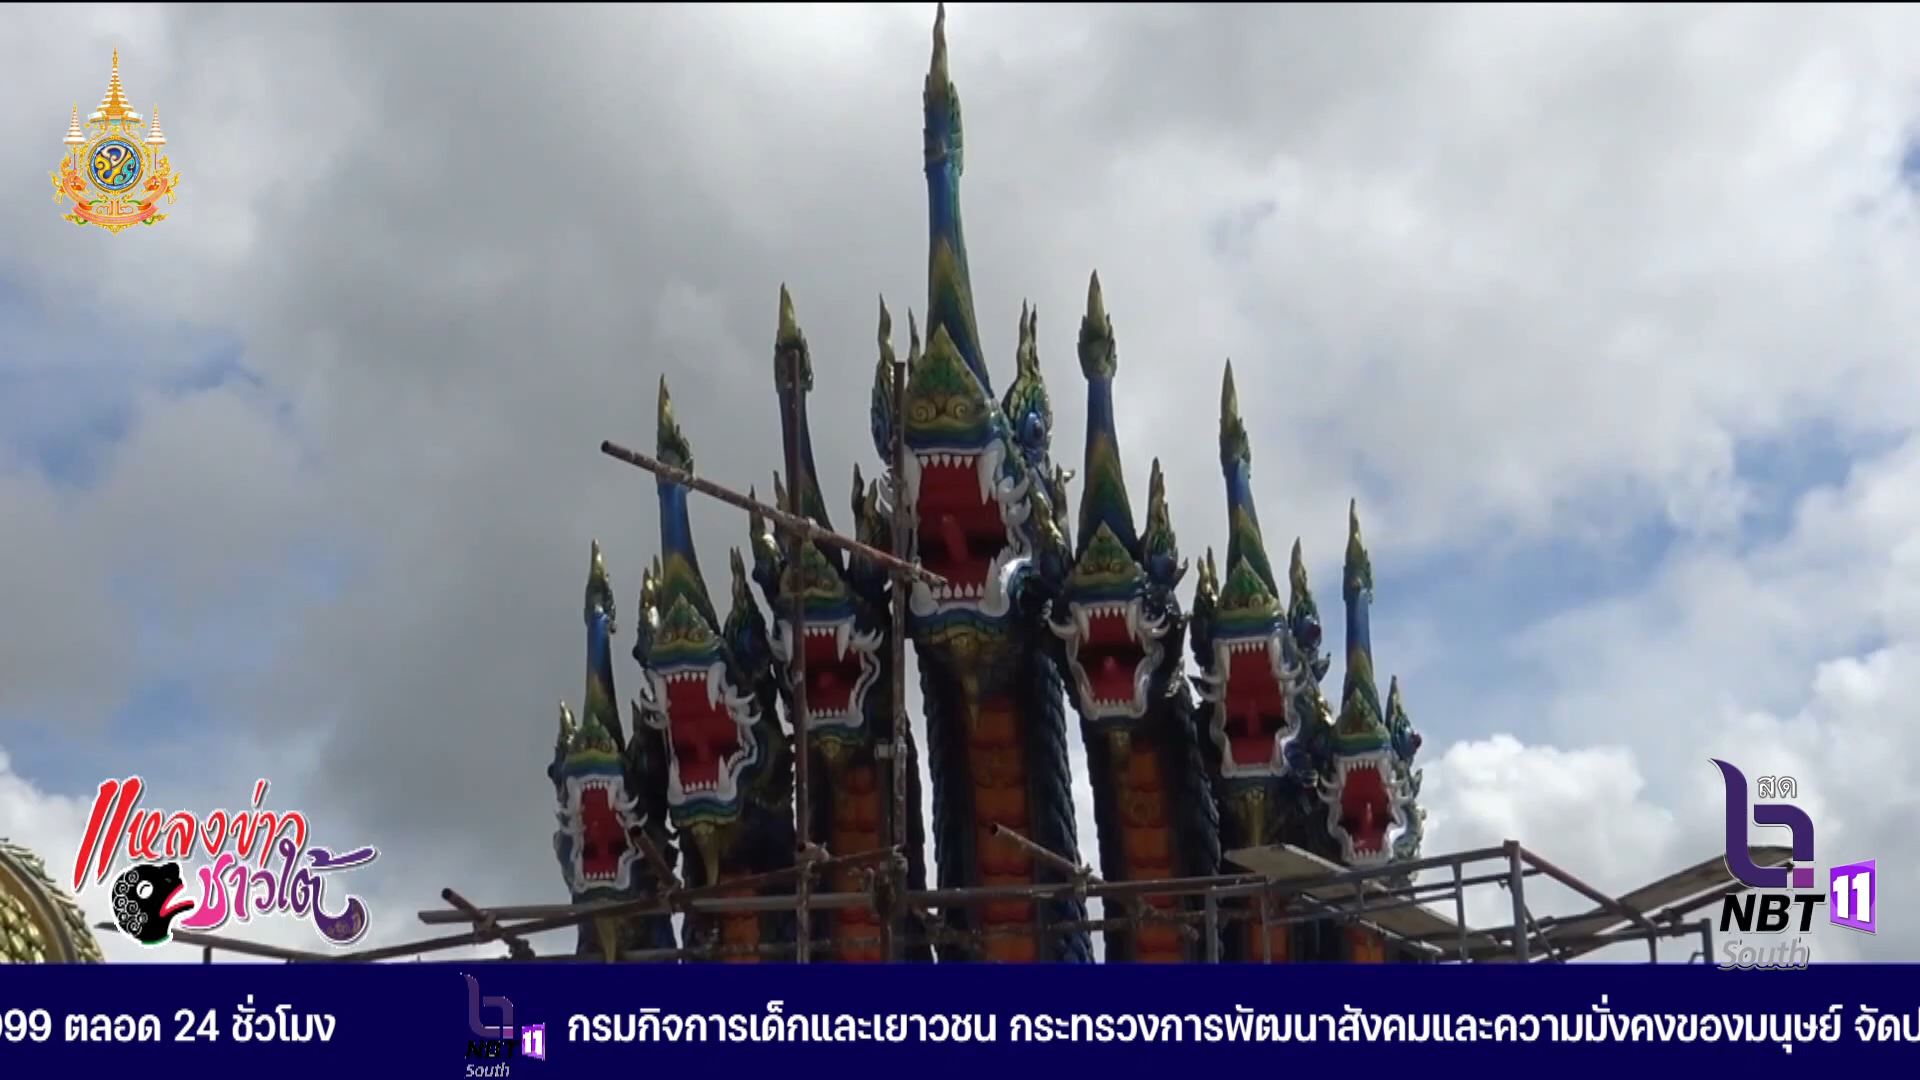 ๗๒
แหลงข่าว
ชาวใต้
สด
NBT 11
South
999 ตลอด 24 ชั่วโมง
NBT 11
South
กรมกิจการเด็กและเยาวชน กระทรวงการพัฒนาสังคมและความมั่งคงของมนุษย์ จัดป